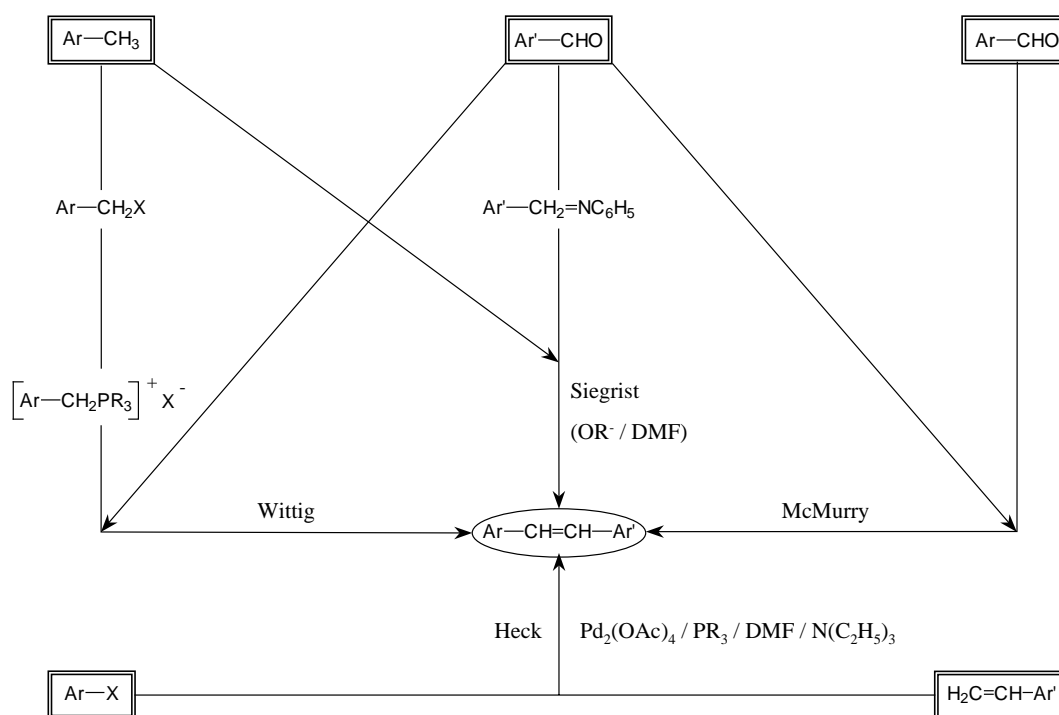 Ar—CH₃
Ar'—CHO
Ar—CHO
Ar—CH₂X
Ar'—CH₂=NC₆H₅
[Ar—CH₂PR₃]⁺ X⁻
Siegrist
(OR⁻ / DMF)
Wittig
McMurry
Ar—CH=CH—Ar'
Heck
Pd₂(OAc)₄ / PR₃ / DMF / N(C₂H₅)₃
Ar—X
H₂C=CH—Ar'